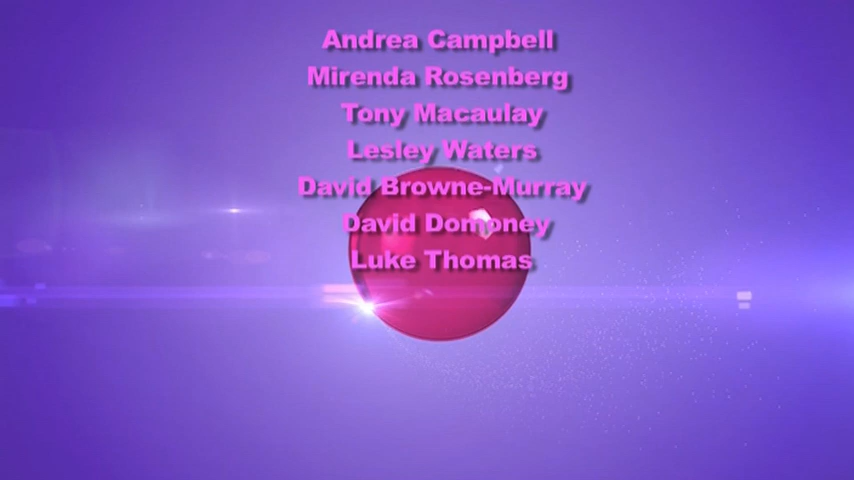 Andrea Campbell
Mirenda Rosenberg
Tony Macaulay
Lesley Waters
David Browne-Murray
David Domoney
Luke Thomas